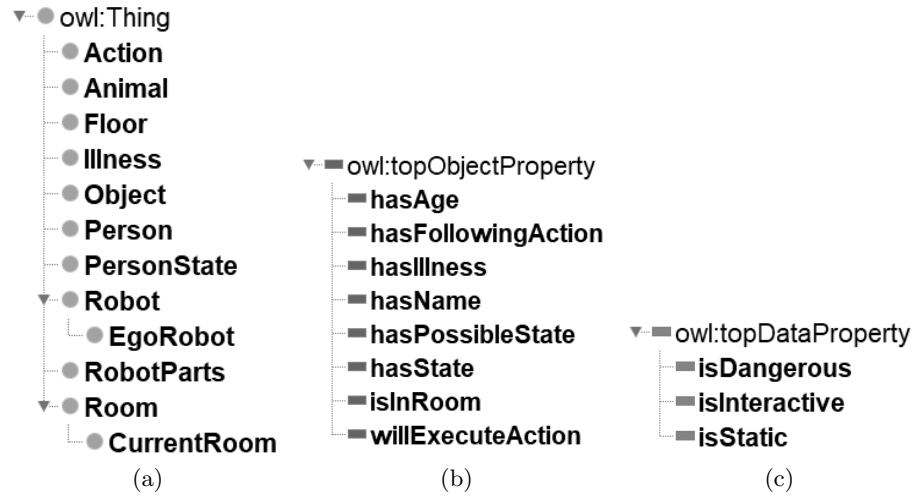 owl:Thing
Action
Animal
Floor
Illness
Object
Person
PersonState
Robot
EgoRobot
RobotParts
Room
CurrentRoom
(a)
owl:topObjectProperty
hasAge
hasFollowingAction
hasIllness
hasName
hasPossibleState
hasState
isInRoom
willExecuteAction
(b)
owl:topDataProperty
isDangerous
isInteractive
isStatic
(c)